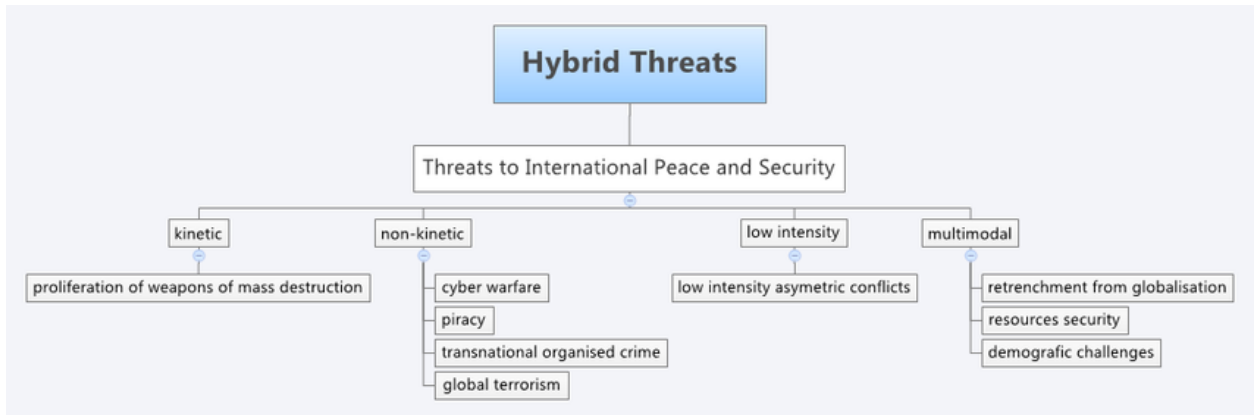 Hybrid Threats
Threats to International Peace and Security
kinetic
non-kinetic
low intensity
multimodal
proliferation of weapons of mass destruction
cyber warfare
piracy
transnational organised crime
global terrorism
low intensity asymetric conflicts
retrenchment from globalisation
resources security
demografic challenges